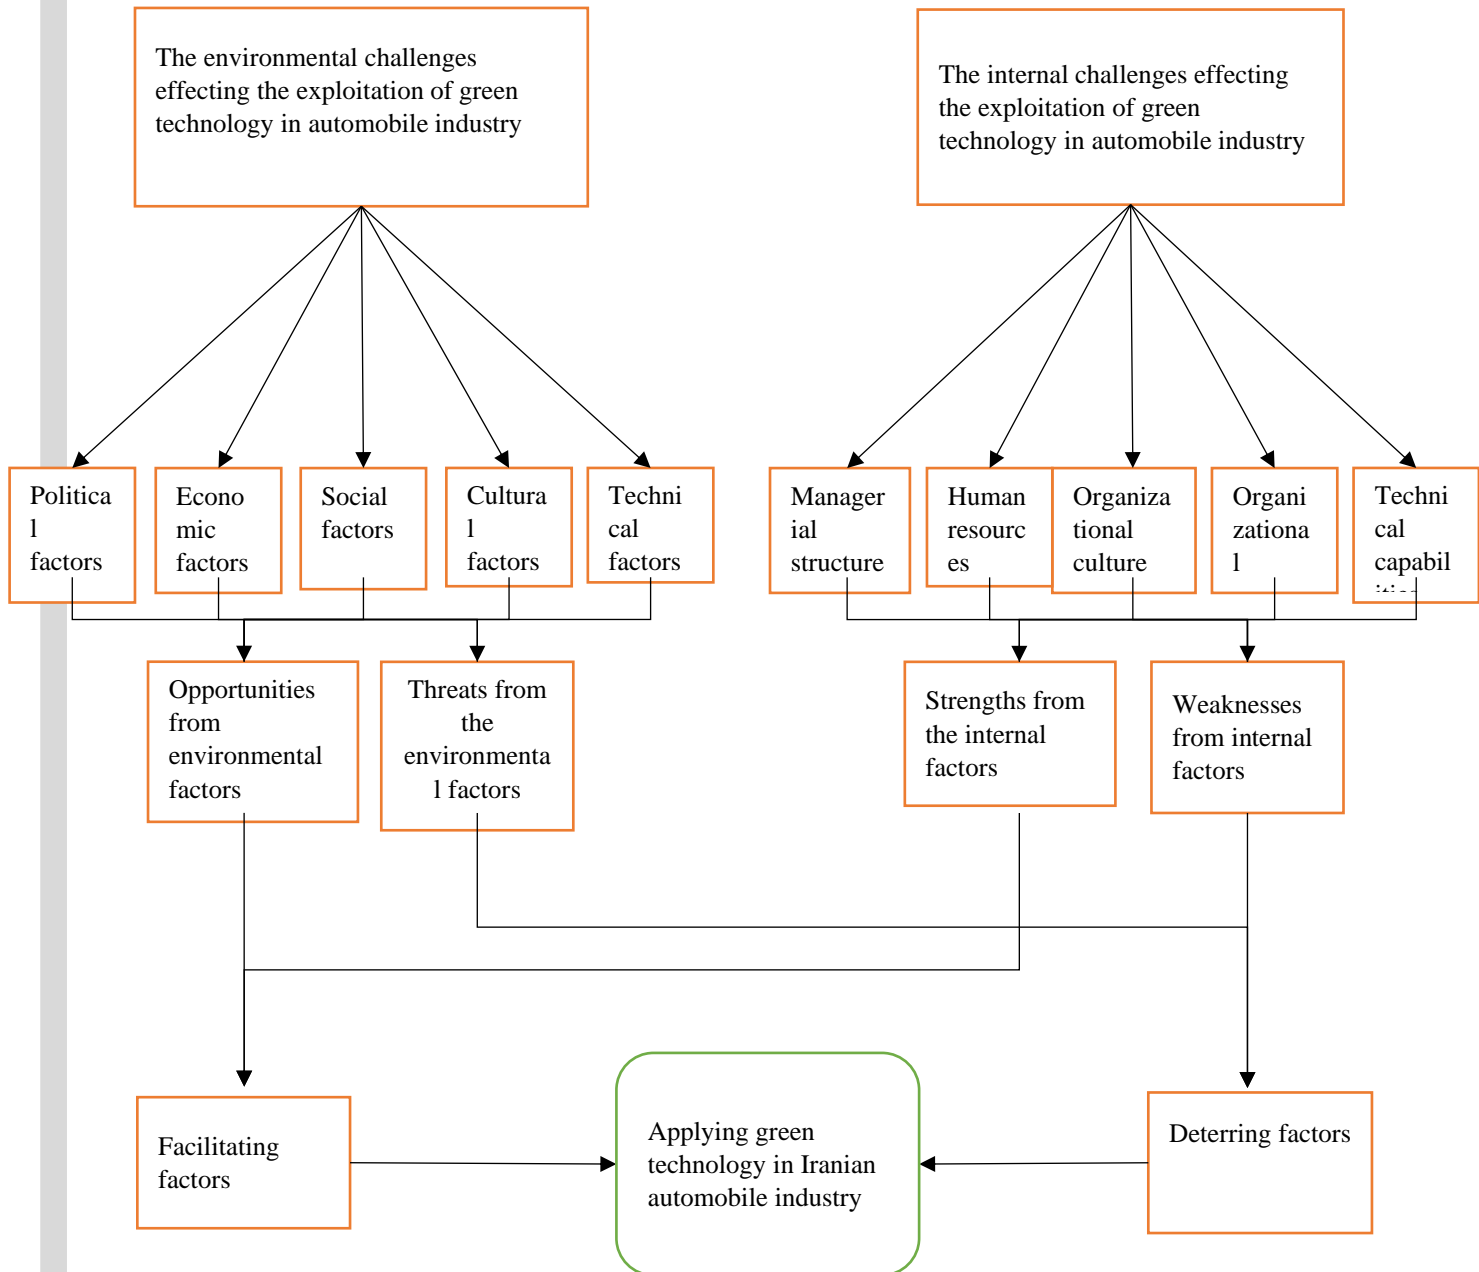 The environmental challenges
effecting the exploitation of green
technology in automobile industry
The internal challenges effecting
the exploitation of green
technology in automobile industry
Politica
l
factors
Econo
mic
factors
Social
factors
Cultura
l
factors
Techni
cal
factors
Manager
ial
structure
Human
resourc
es
Organiza
tional
culture
Organi
zationa
l
Techni
cal
capabil
Opportunities
from
environmental
factors
Threats from
the
environmenta
l factors
Strengths from
the internal
factors
Weaknesses
from internal
factors
Facilitating
factors
Applying green
technology in Iranian
automobile industry
Deterring factors